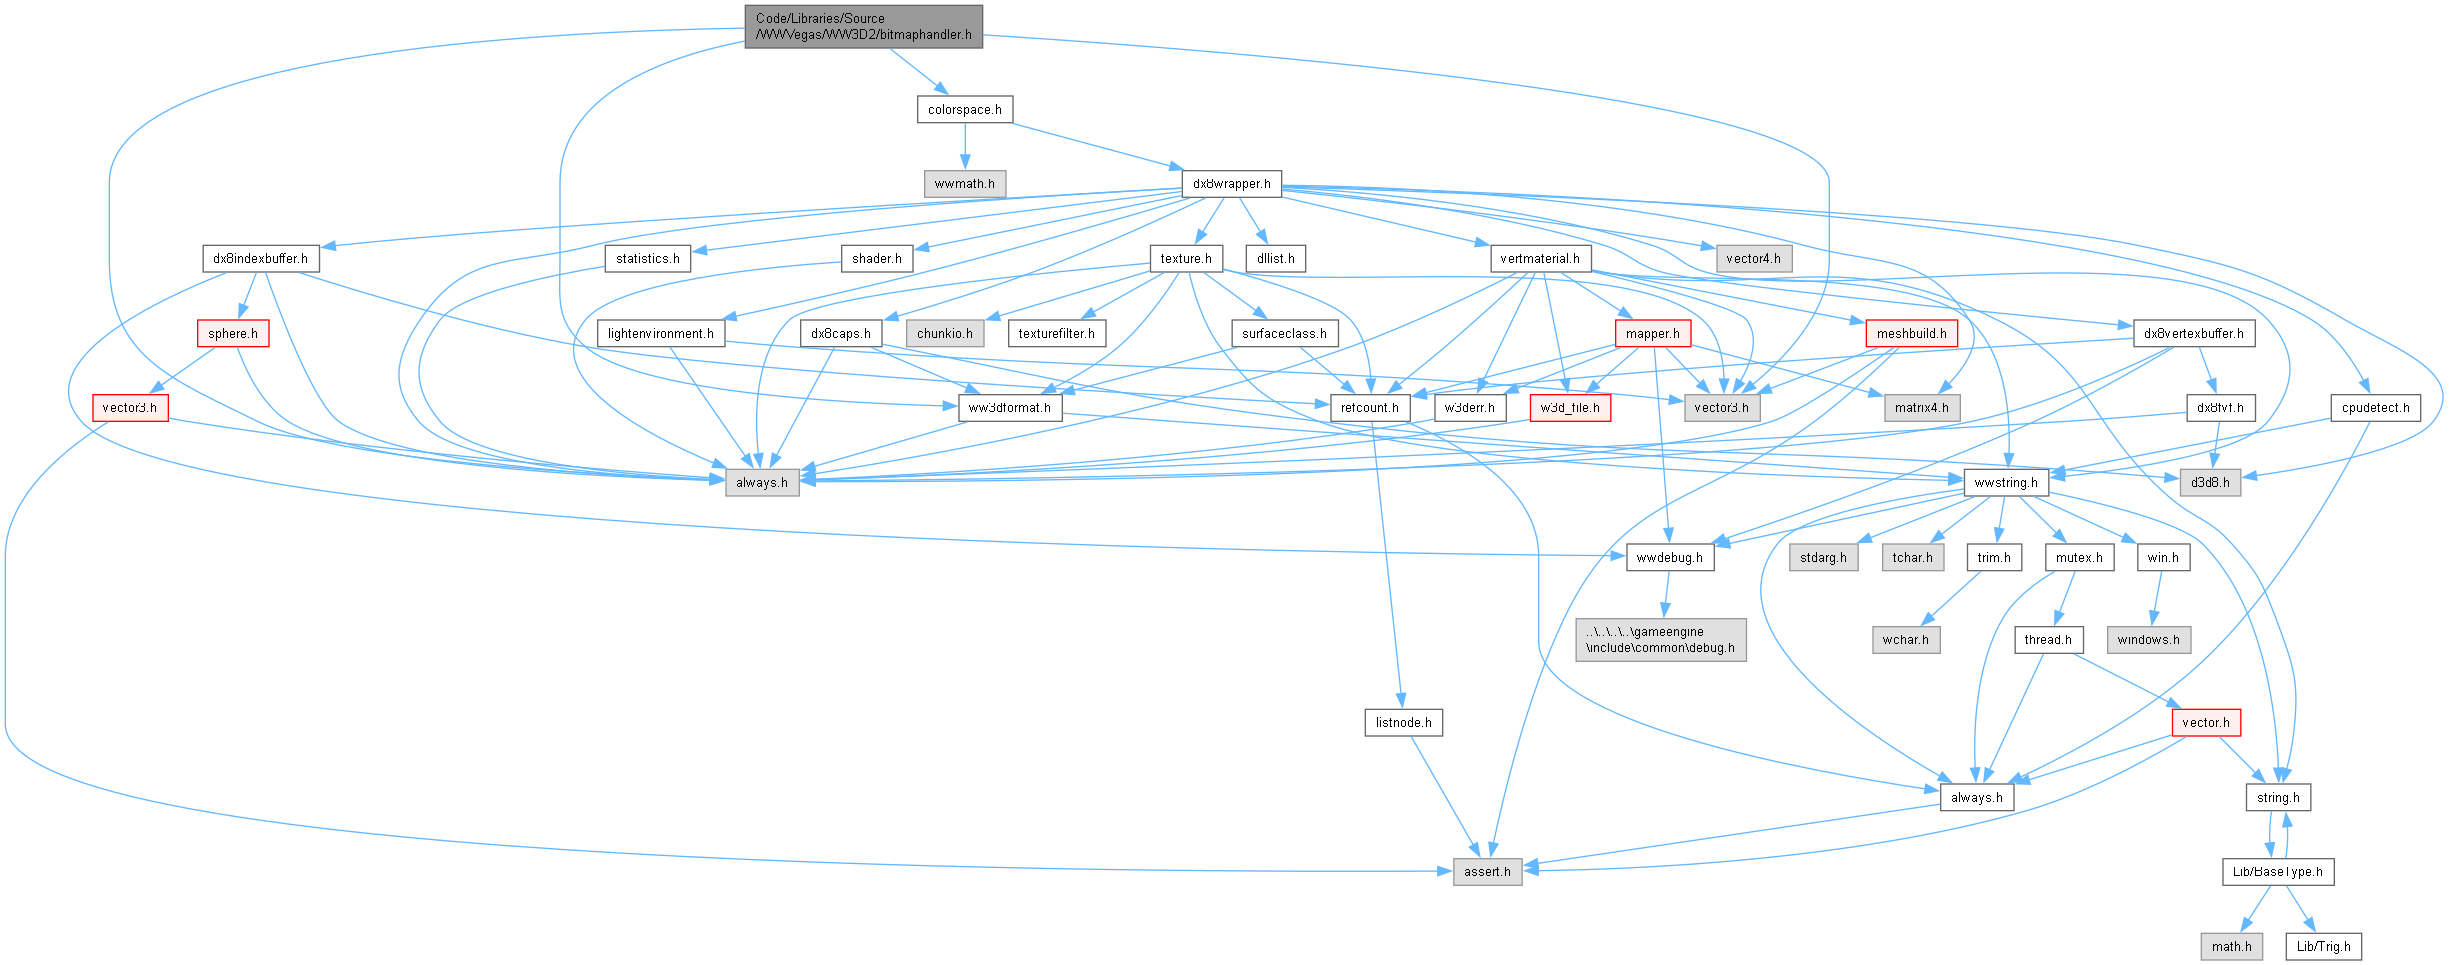 Code/Libraries/Source
/WWVegas/WW3D2/bitmaphandler.h
colorspace.h
wwmath.h
dx8wrapper.h
dx8indexbuffer.h
statistics.h
shader.h
texture.h
dllist.h
vertmaterial.h
vector4.h
sphere.h
lightenvironment.h
dx8caps.h
chunkio.h
texturefilter.h
surfaceclass.h
mapper.h
meshbuild.h
dx8vertexbuffer.h
vector3.h
ww3dformat.h
refcount.h
w3derr.h
w3d_file.h
vector3.h
matrix4.h
dx8fvf.h
cpudetect.h
always.h
wwstring.h
d3d8.h
wwdebug.h
stdarg.h
tchar.h
trim.h
mutex.h
win.h
..\..\..\..\gameengine
\include\common\debug.h
wchar.h
thread.h
windows.h
listnode.h
vector.h
always.h
string.h
assert.h
Lib/BaseType.h
math.h
Lib/Trig.h